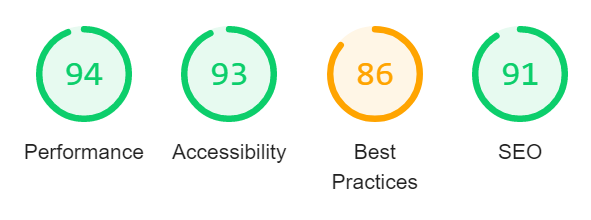 94 93 86 91
Performance Accessibility Best SEO
Practices